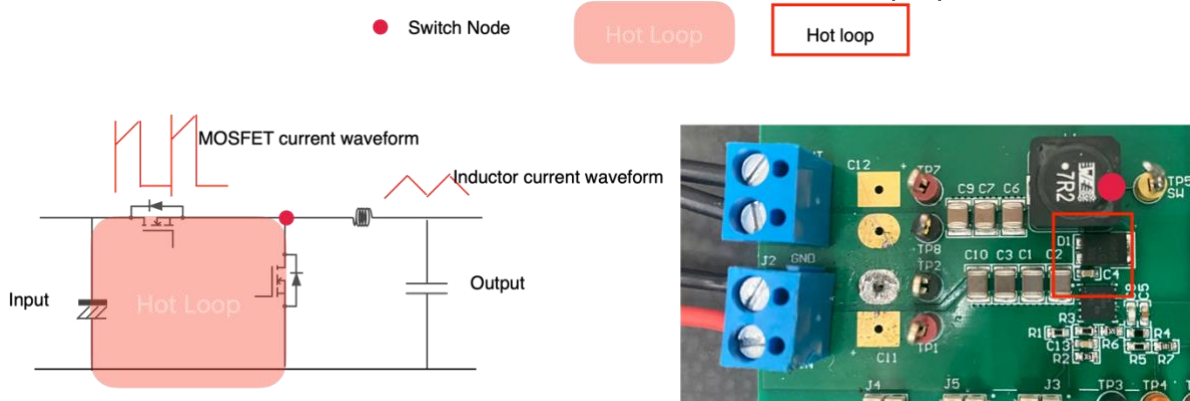 Switch Node
Hot Loop
Hot loop
MOSFET current waveform
Inductor current waveform
Input
Hot Loop
Output
C12
+
TP7
C9 C7 C6
7R2
TP5
SW
TP8
D1
J2 GND
TP2
C10 C3 C1 C2
C4
C5
R3
R1
R6
R4
C13
R2
R5 R7
TP1
+
C11
J4
J5
J3
TP3
TP4